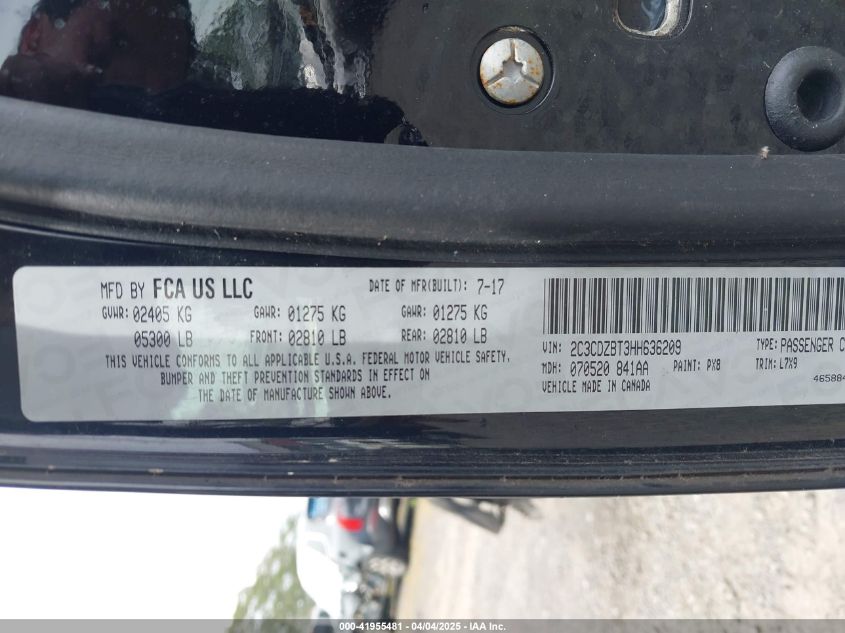 MFD BY FCA US LLC DATE OF MFR(BUILT): 7-17
GVWR: 02405 KG GAWR: 01275 KG GAWR: 01275 KG
05300 LB FRONT: 02810 LB REAR: 02810 LB
THIS VEHICLE CONFORMS TO ALL APPLICABLE U.S.A. FEDERAL MOTOR VEHICLE SAFETY,
BUMPER AND THEFT PREVENTION STANDARDS IN EFFECT ON
THE DATE OF MANUFACTURE SHOWN ABOVE.
VIN: 2C3CDZBT3HH636209 TYPE: PASSENGER C
MDH: 070520 841AA PAINT: PX8 TRIM: L7X9
VEHICLE MADE IN CANADA 46588
000-41955481 - 04/04/2025 - IAA Inc.